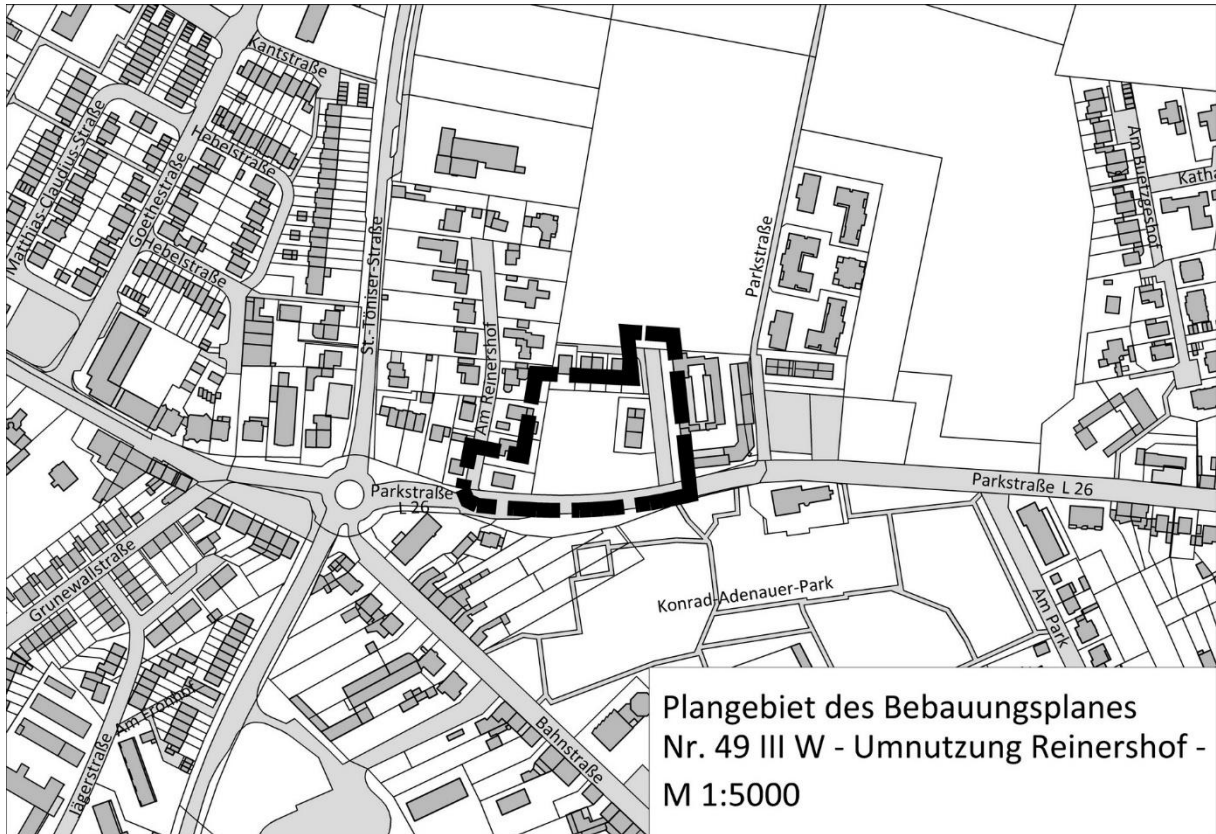 Kantstraße
Hebelstraße
Matthias-Claudius-Straße
Goethestraße
Hebelstraße
St.-Töniser-Straße
Am Reinershof
Parkstraße
Am Buetzgeshof
Katha
Parkstraße
L 26
Parkstraße L 26
Grunewallstraße
Konrad-Adenauer-Park
Am Park
Am Fronhof
Jägerstraße
Bahnstraße
Plangebiet des Bebauungsplanes
Nr. 49 III W - Umnutzung Reinershof -
M 1:5000